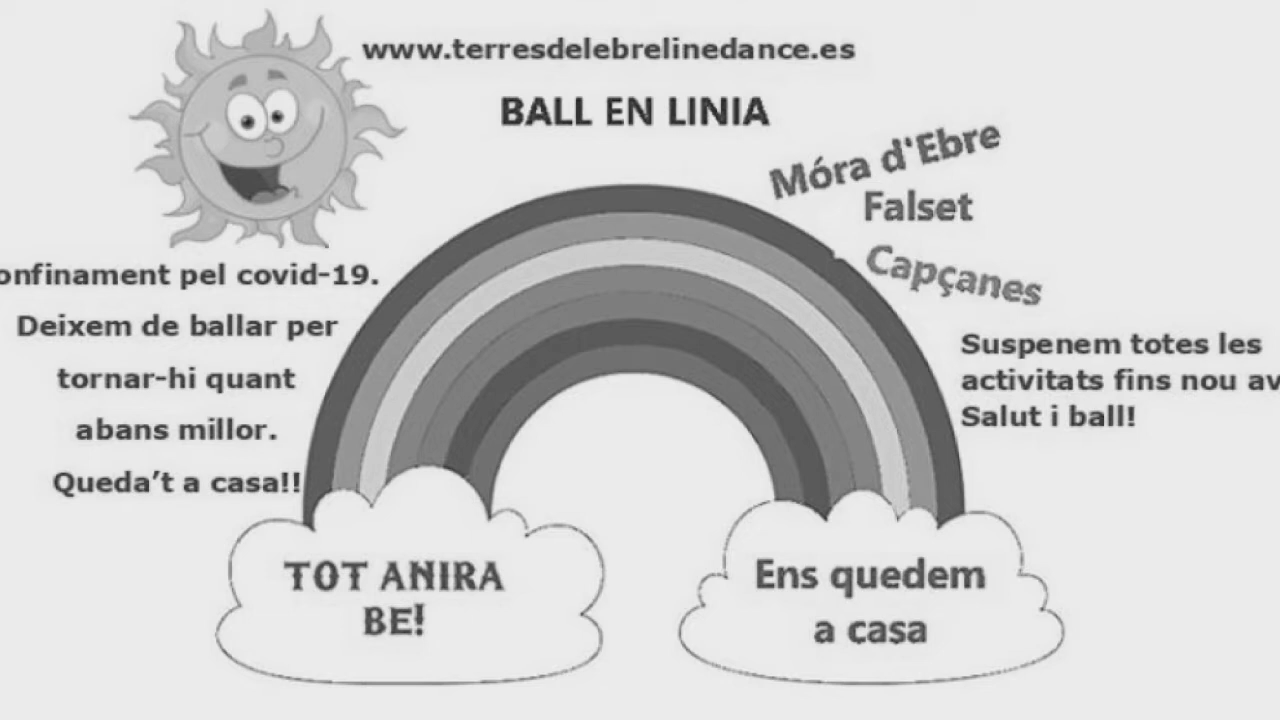 www.terresdelebrelinedance.es
BALL EN LINIA
Móra d'Ebre
Falset
Capçanes
onfinament pel covid-19.
Deixem de ballar per
tornar-hi quant
abans millor.
Queda’t a casa!!
Suspenem totes les
activitats fins nou av
Salut i ball!
TOT ANIRA
BE!
Ens quedem
a casa